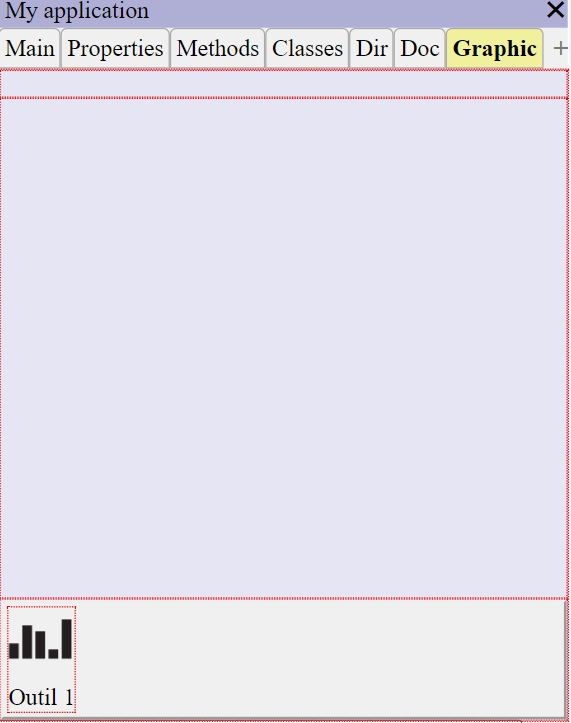 My application
Main Properties Methods Classes Dir Doc Graphic +
Outil 1